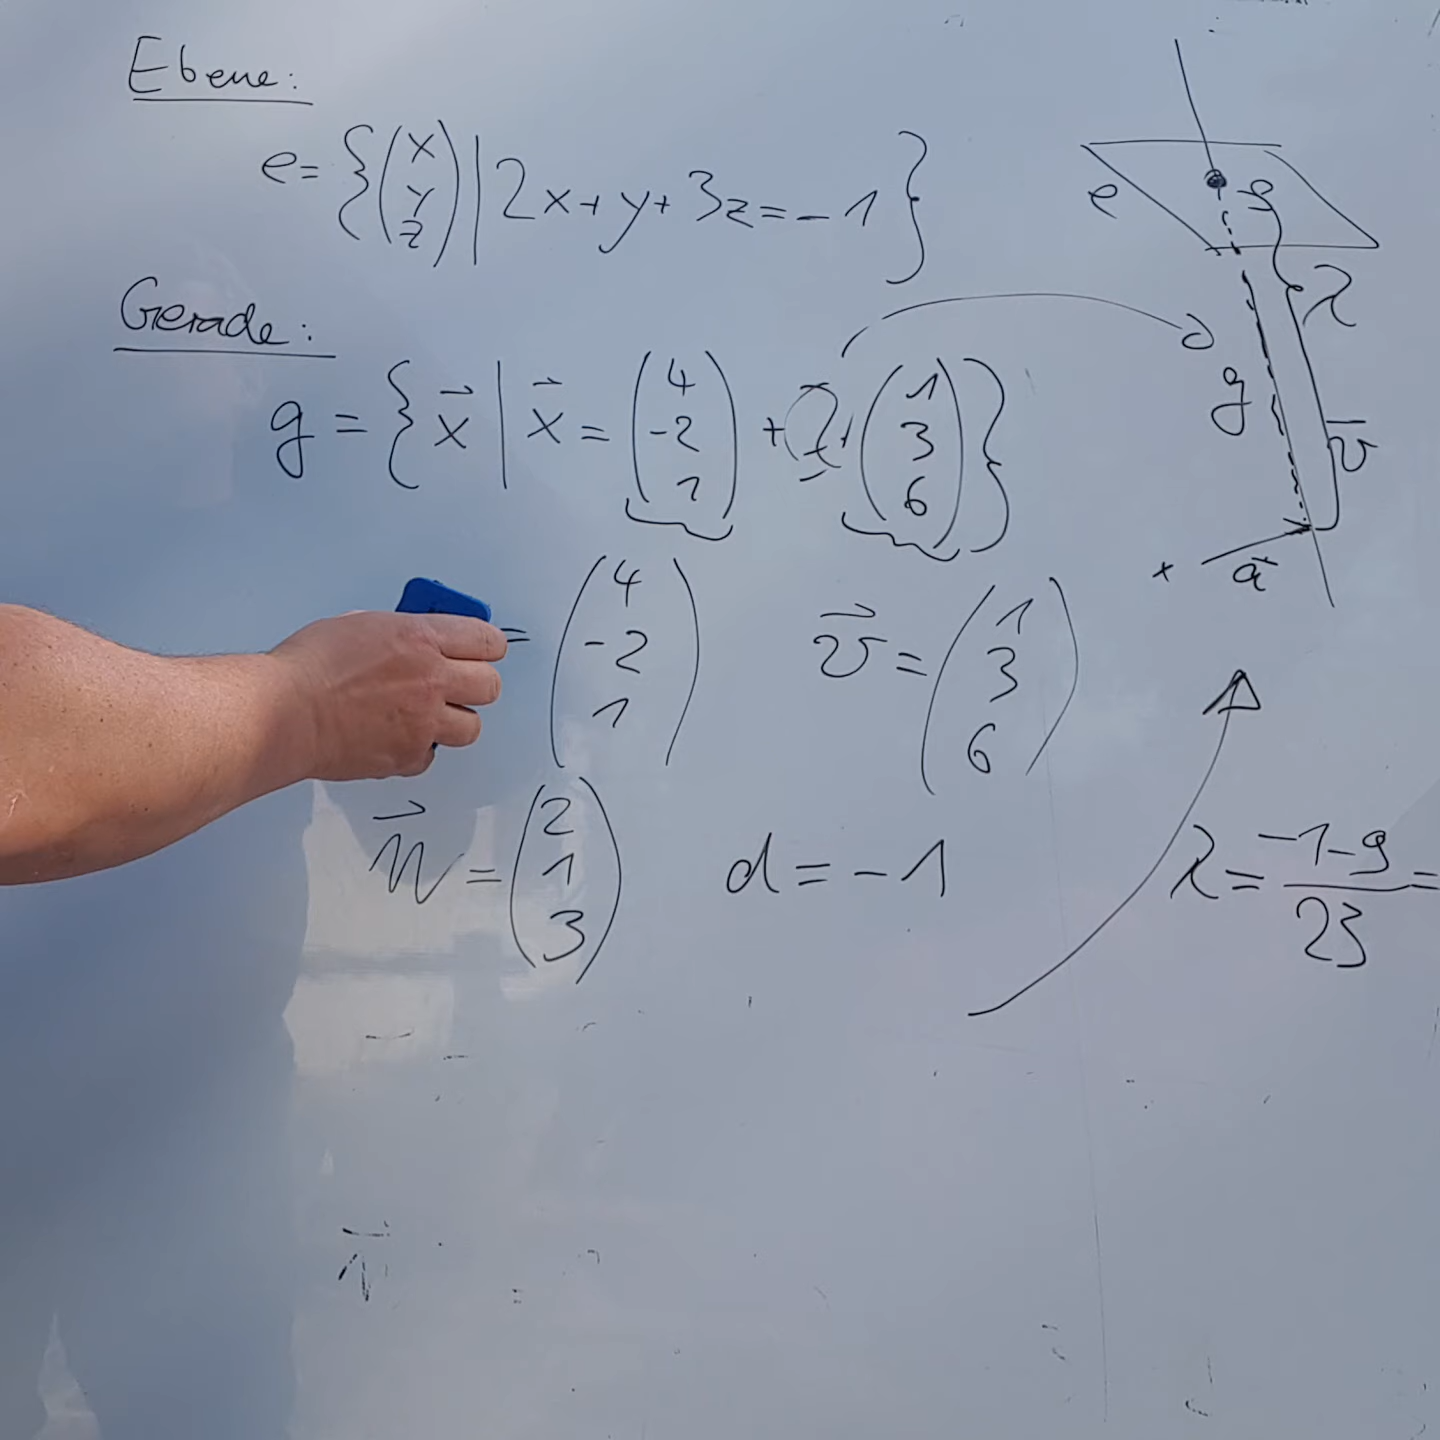 Ebene:
e = { (x y z) | 2x + y + 3z = -1 }
Gerade:
g = { x⃗ | x⃗ = (4 -2 1) + λ · (1 3 6) }
= (4 -2 1) v⃗ = (1 3 6)
n⃗ = (2 1 3) d = -1
λ = (-1-9)/23 =
e
λ
g
v⃗
a⃗